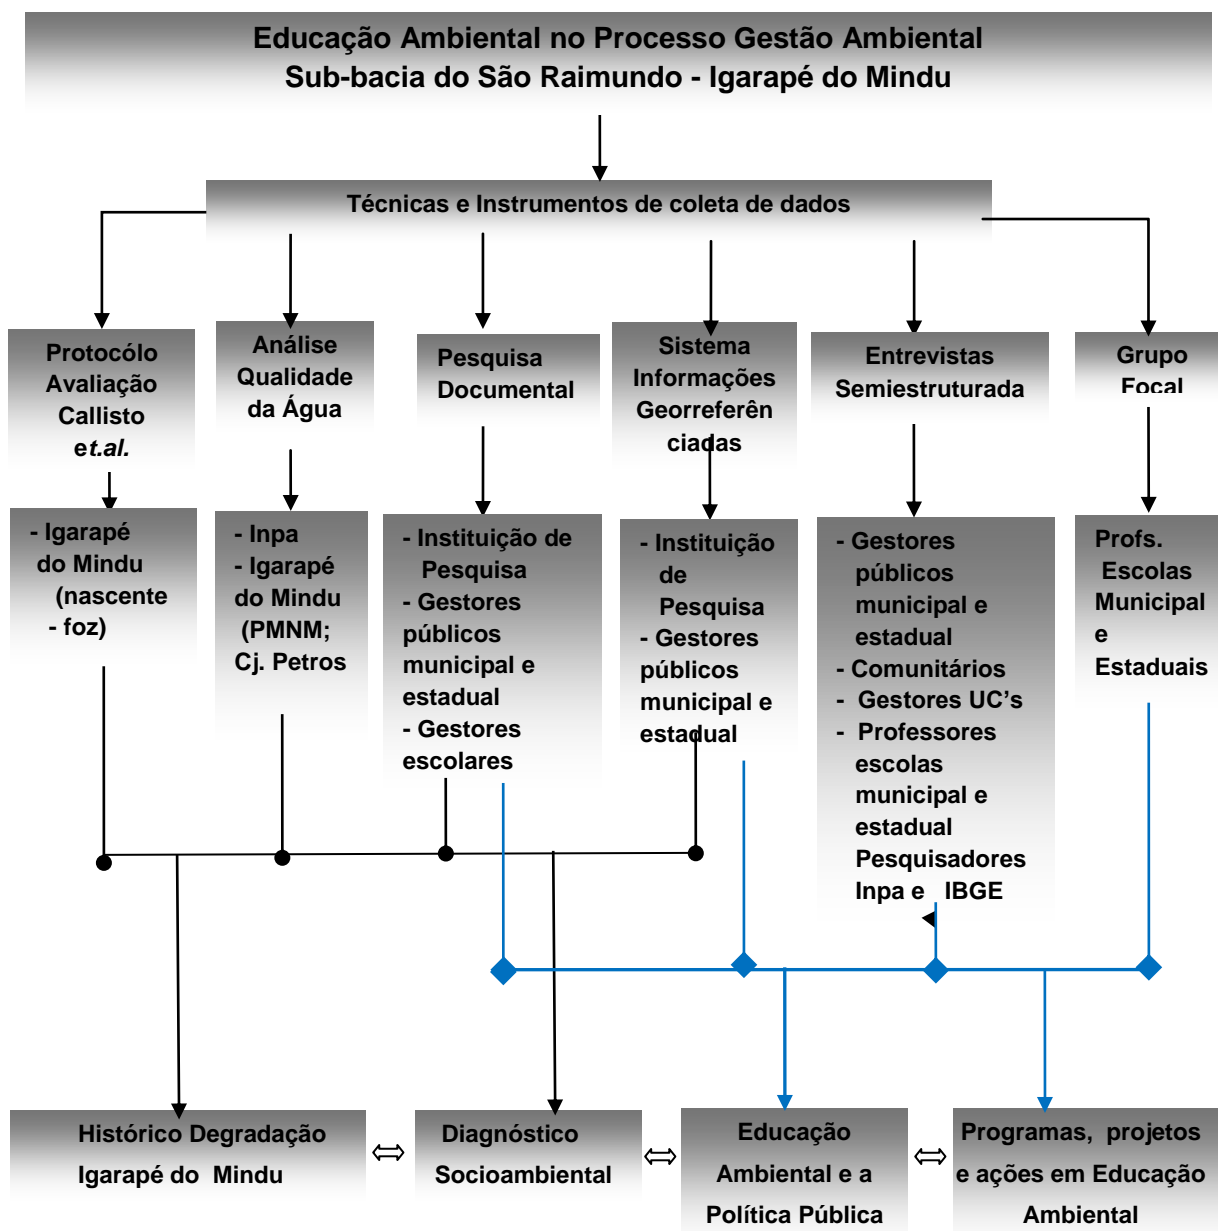 Educação Ambiental no Processo Gestão Ambiental
Sub-bacia do São Raimundo - Igarapé do Mindu
Técnicas e Instrumentos de coleta de dados
Protocólo
Avaliação
Callisto
et.al.
Análise
Qualidade
da Água
Pesquisa
Documental
Sistema
Informações
Georreferên
ciadas
Entrevistas
Semiestruturada
Grupo
Focal
- Igarapé
do Mindu
(nascente
- foz)
- Inpa
- Igarapé
do Mindu
(PMNM;
Cj. Petros
- Instituição de
Pesquisa
- Gestores
públicos
municipal e
estadual
- Gestores
escolares
- Instituição
de
Pesquisa
- Gestores
públicos
municipal e
estadual
- Gestores
públicos
municipal e
estadual
- Comunitários
- Gestores UC's
- Professores
escolas
municipal e
estadual
Pesquisadores
Inpa e IBGE
Profs.
Escolas
Municipal
e
Estaduais
Histórico Degradação
Igarapé do Mindu
Diagnóstico
Socioambiental
Educação
Ambiental e a
Política Pública
Programas, projetos
e ações em Educação
Ambiental